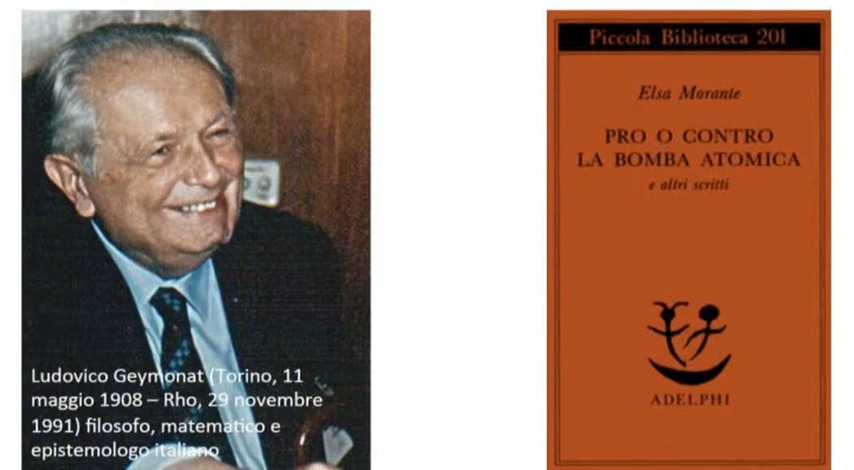 Ludovico Geymonat (Torino, 11
maggio 1908 – Rho, 29 novembre
1991) filosofo, matematico e
epistemologo italiano
Piccola Biblioteca 201
Elsa Morante
PRO O CONTRO
LA BOMBA ATOMICA
e altri scritti
ADELPHI